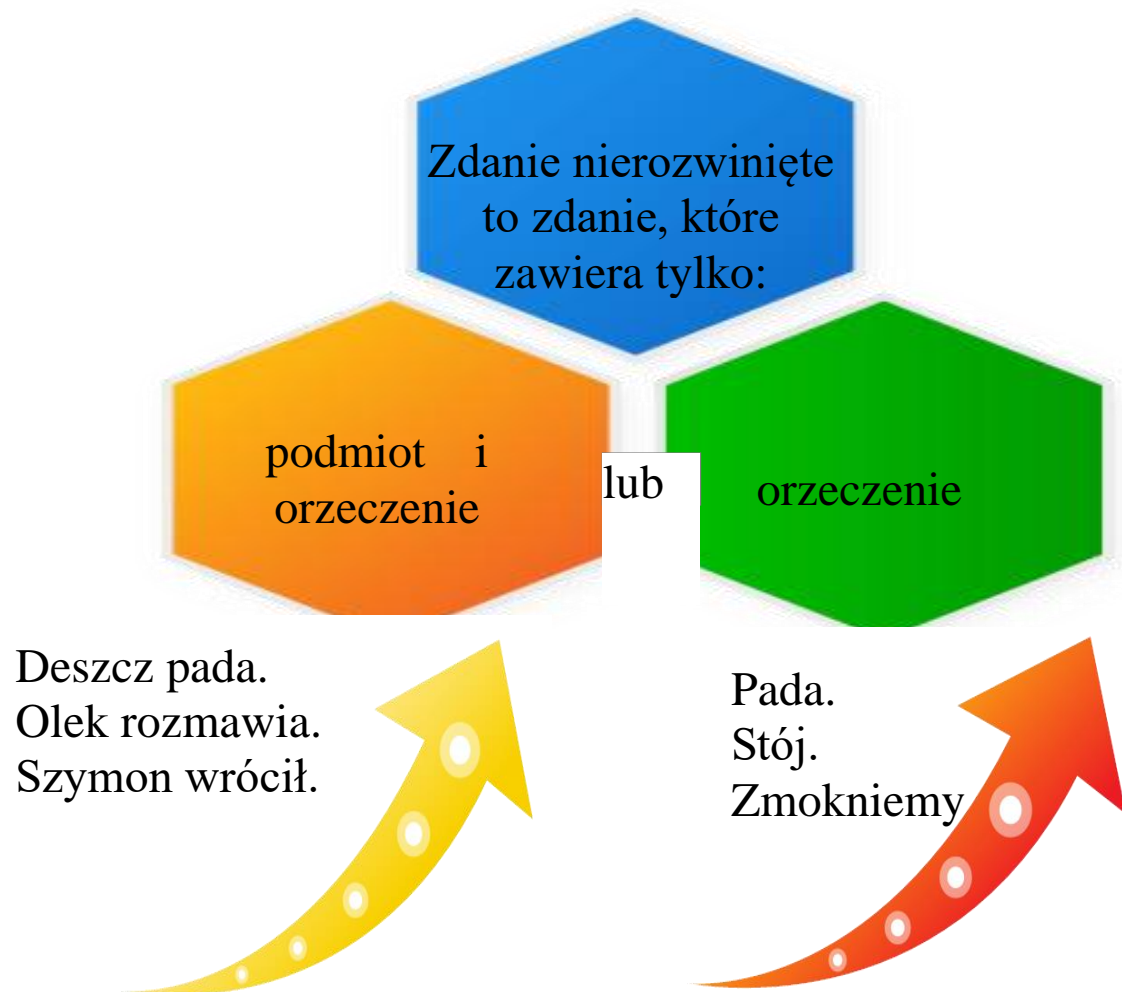 Zdanie nierozwinięte
to zdanie, które
zawiera tylko:
podmiot i
orzeczenie
lub
orzeczenie
Deszcz pada.
Olek rozmawia.
Szymon wrócił.
Pada.
Stój.
Zmokniemy